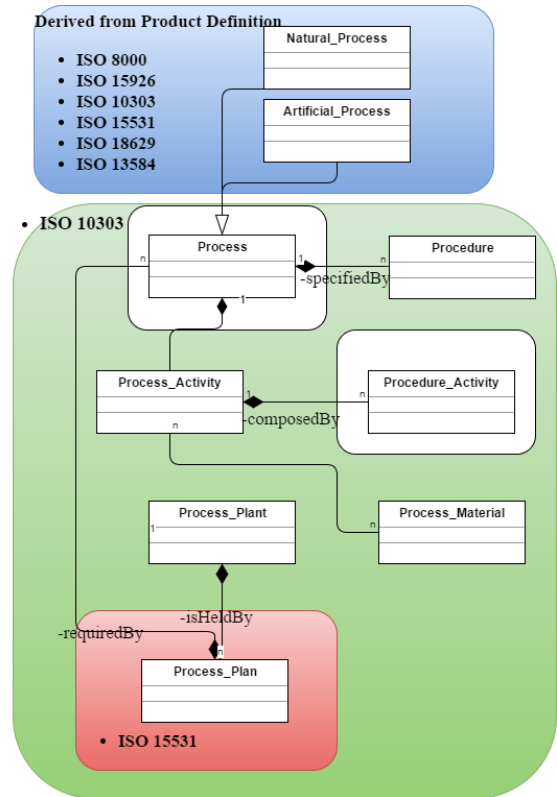 Derived from Product Definition
Natural_Process
• ISO 8000
• ISO 15926
• ISO 10303
• ISO 15531
• ISO 18629
• ISO 13584
Artificial_Process
• ISO 10303
Process
Procedure
n
1
n
-specifiedBy
1
Process_Activity
Procedure_Activity
1
n
-composedBy
n
Process_Plant
Process_Material
1
n
-isHeldBy
-requiredBy
n
Process_Plan
• ISO 15531